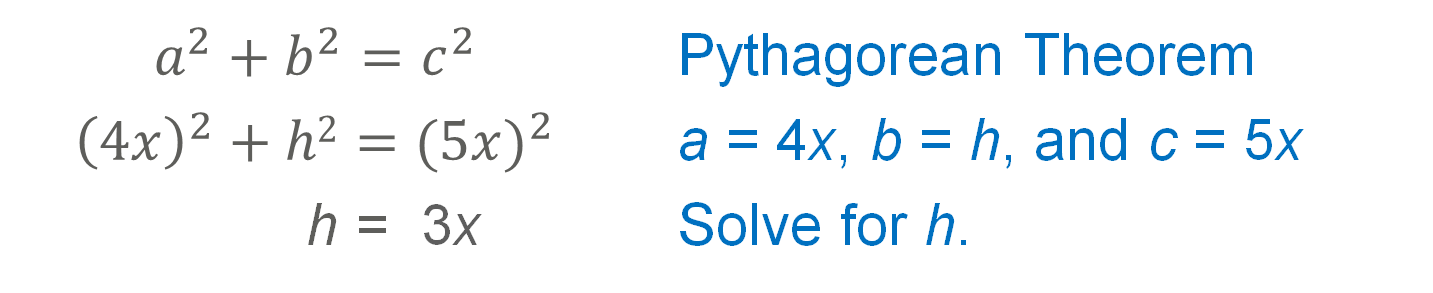 a² + b² = c² Pythagorean Theorem
(4x)² + h² = (5x)² a = 4x, b = h, and c = 5x
h = 3x Solve for h.